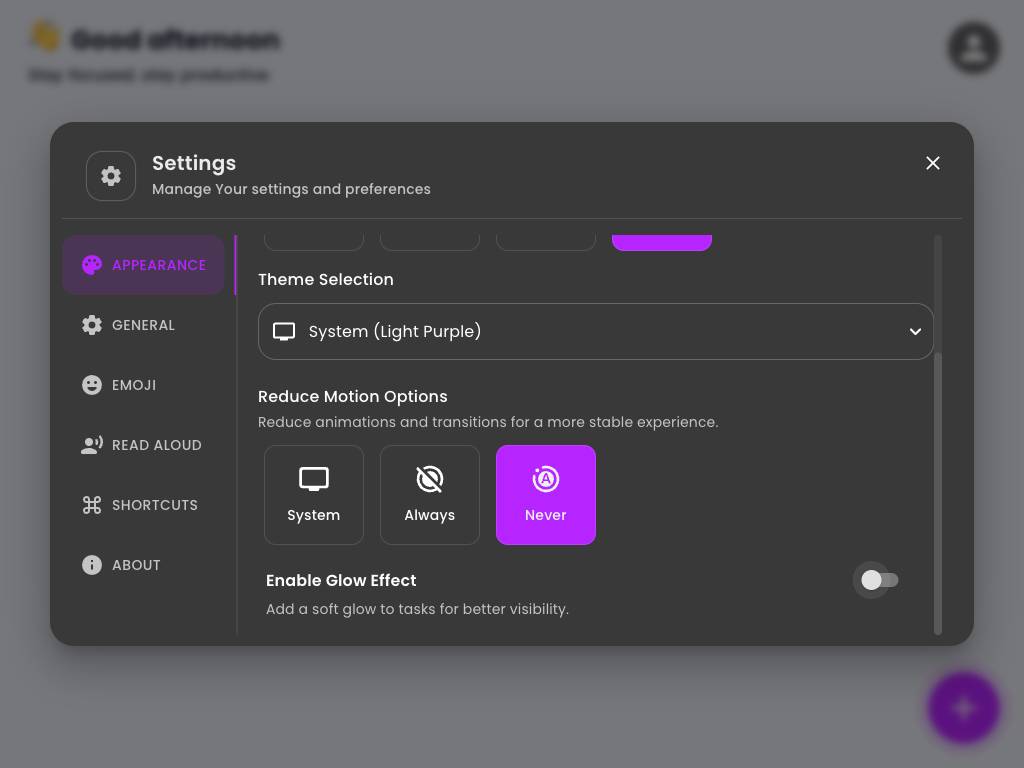 Good afternoon
Stay focused, stay productive
Settings
Manage Your settings and preferences
APPEARANCE
GENERAL
EMOJI
READ ALOUD
SHORTCUTS
ABOUT
Theme Selection
System (Light Purple)
Reduce Motion Options
Reduce animations and transitions for a more stable experience.
System
Always
A
Never
Enable Glow Effect
Add a soft glow to tasks for better visibility.